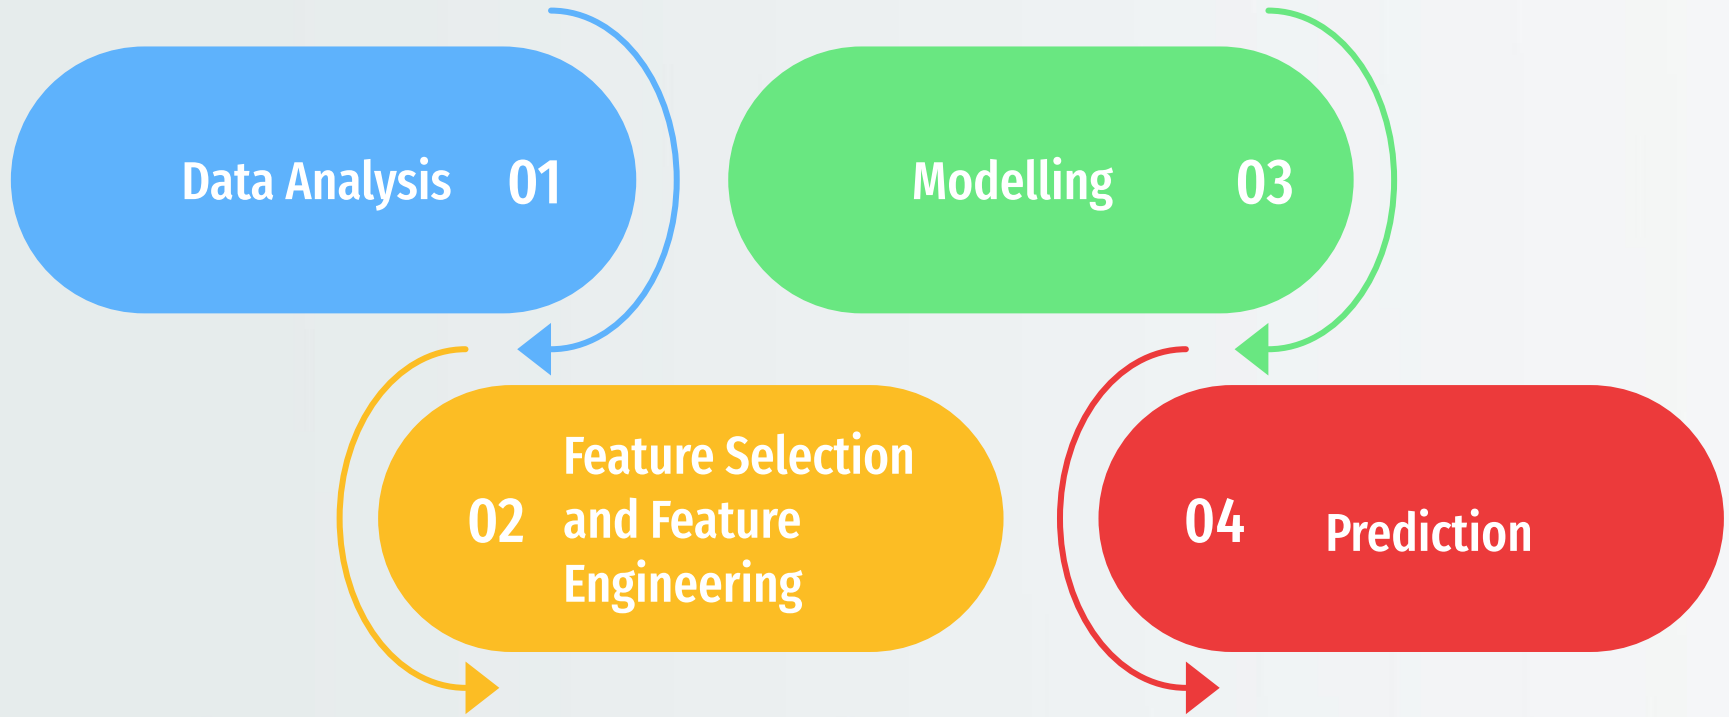 Data Analysis 01
02 Feature Selection
and Feature
Engineering
Modelling 03
04 Prediction